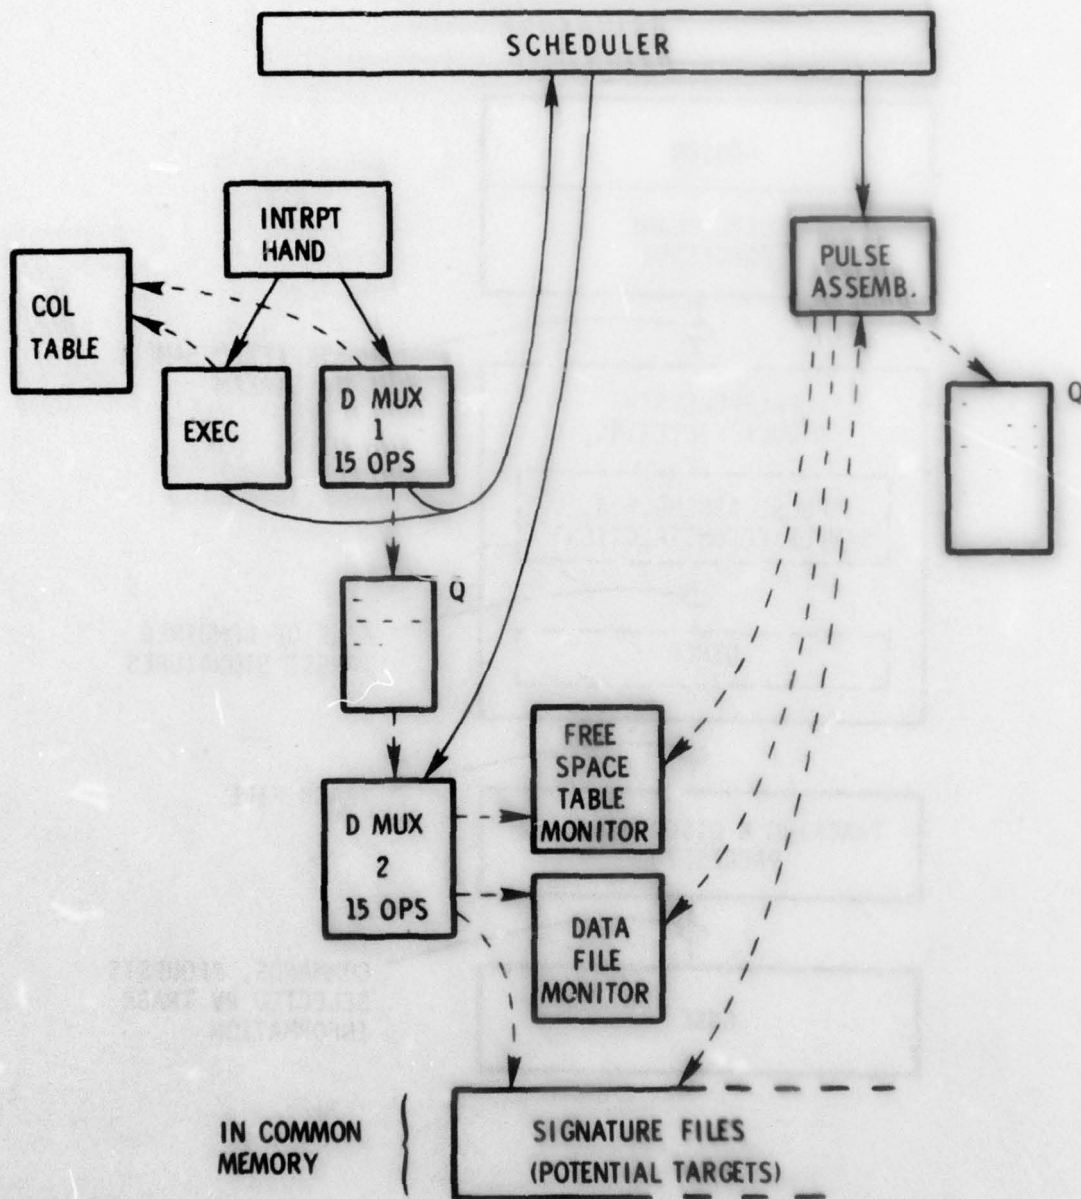 SCHEDULER
INTRPT
HAND
COL
TABLE
EXEC
D MUX
1
15 OPS
PULSE
ASSEMB.
Q
Q
FREE
SPACE
TABLE
MONITOR
D MUX
2
15 OPS
DATA
FILE
MONITOR
IN COMMON
MEMORY
SIGNATURE FILES
(POTENTIAL TARGETS)